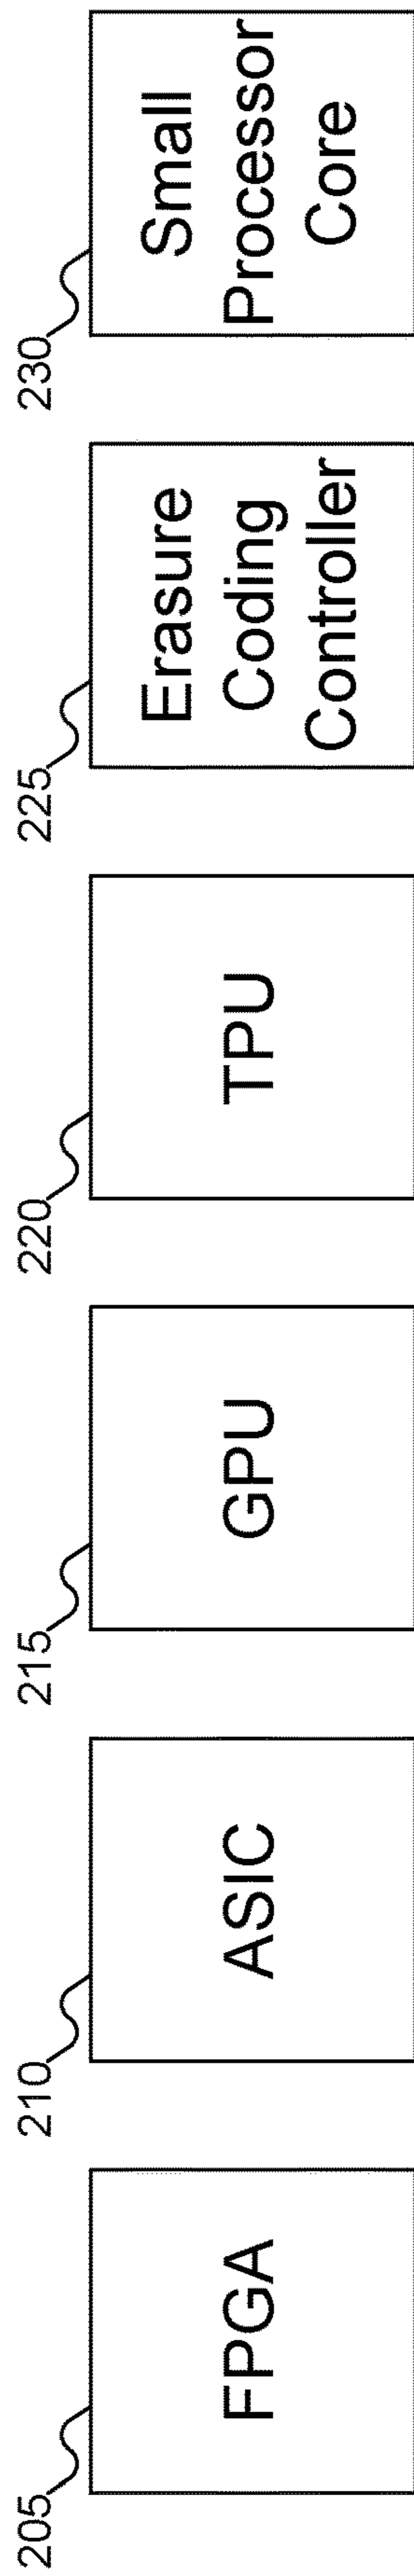 205
FPGA
210
ASIC
215
GPU
220
TPU
225
Erasure
Coding
Controller
230
Small
Processor
Core